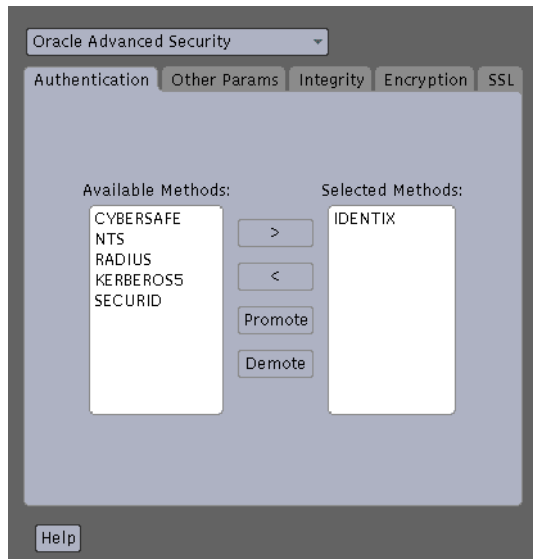 Oracle Advanced Security
Authentication Other Params Integrity Encryption SSL
Available Methods: Selected Methods:
CYBERSAFE
NTS
RADIUS
KERBEROS5
SECURID
>
<
Promote
Demote
IDENTIX
Help